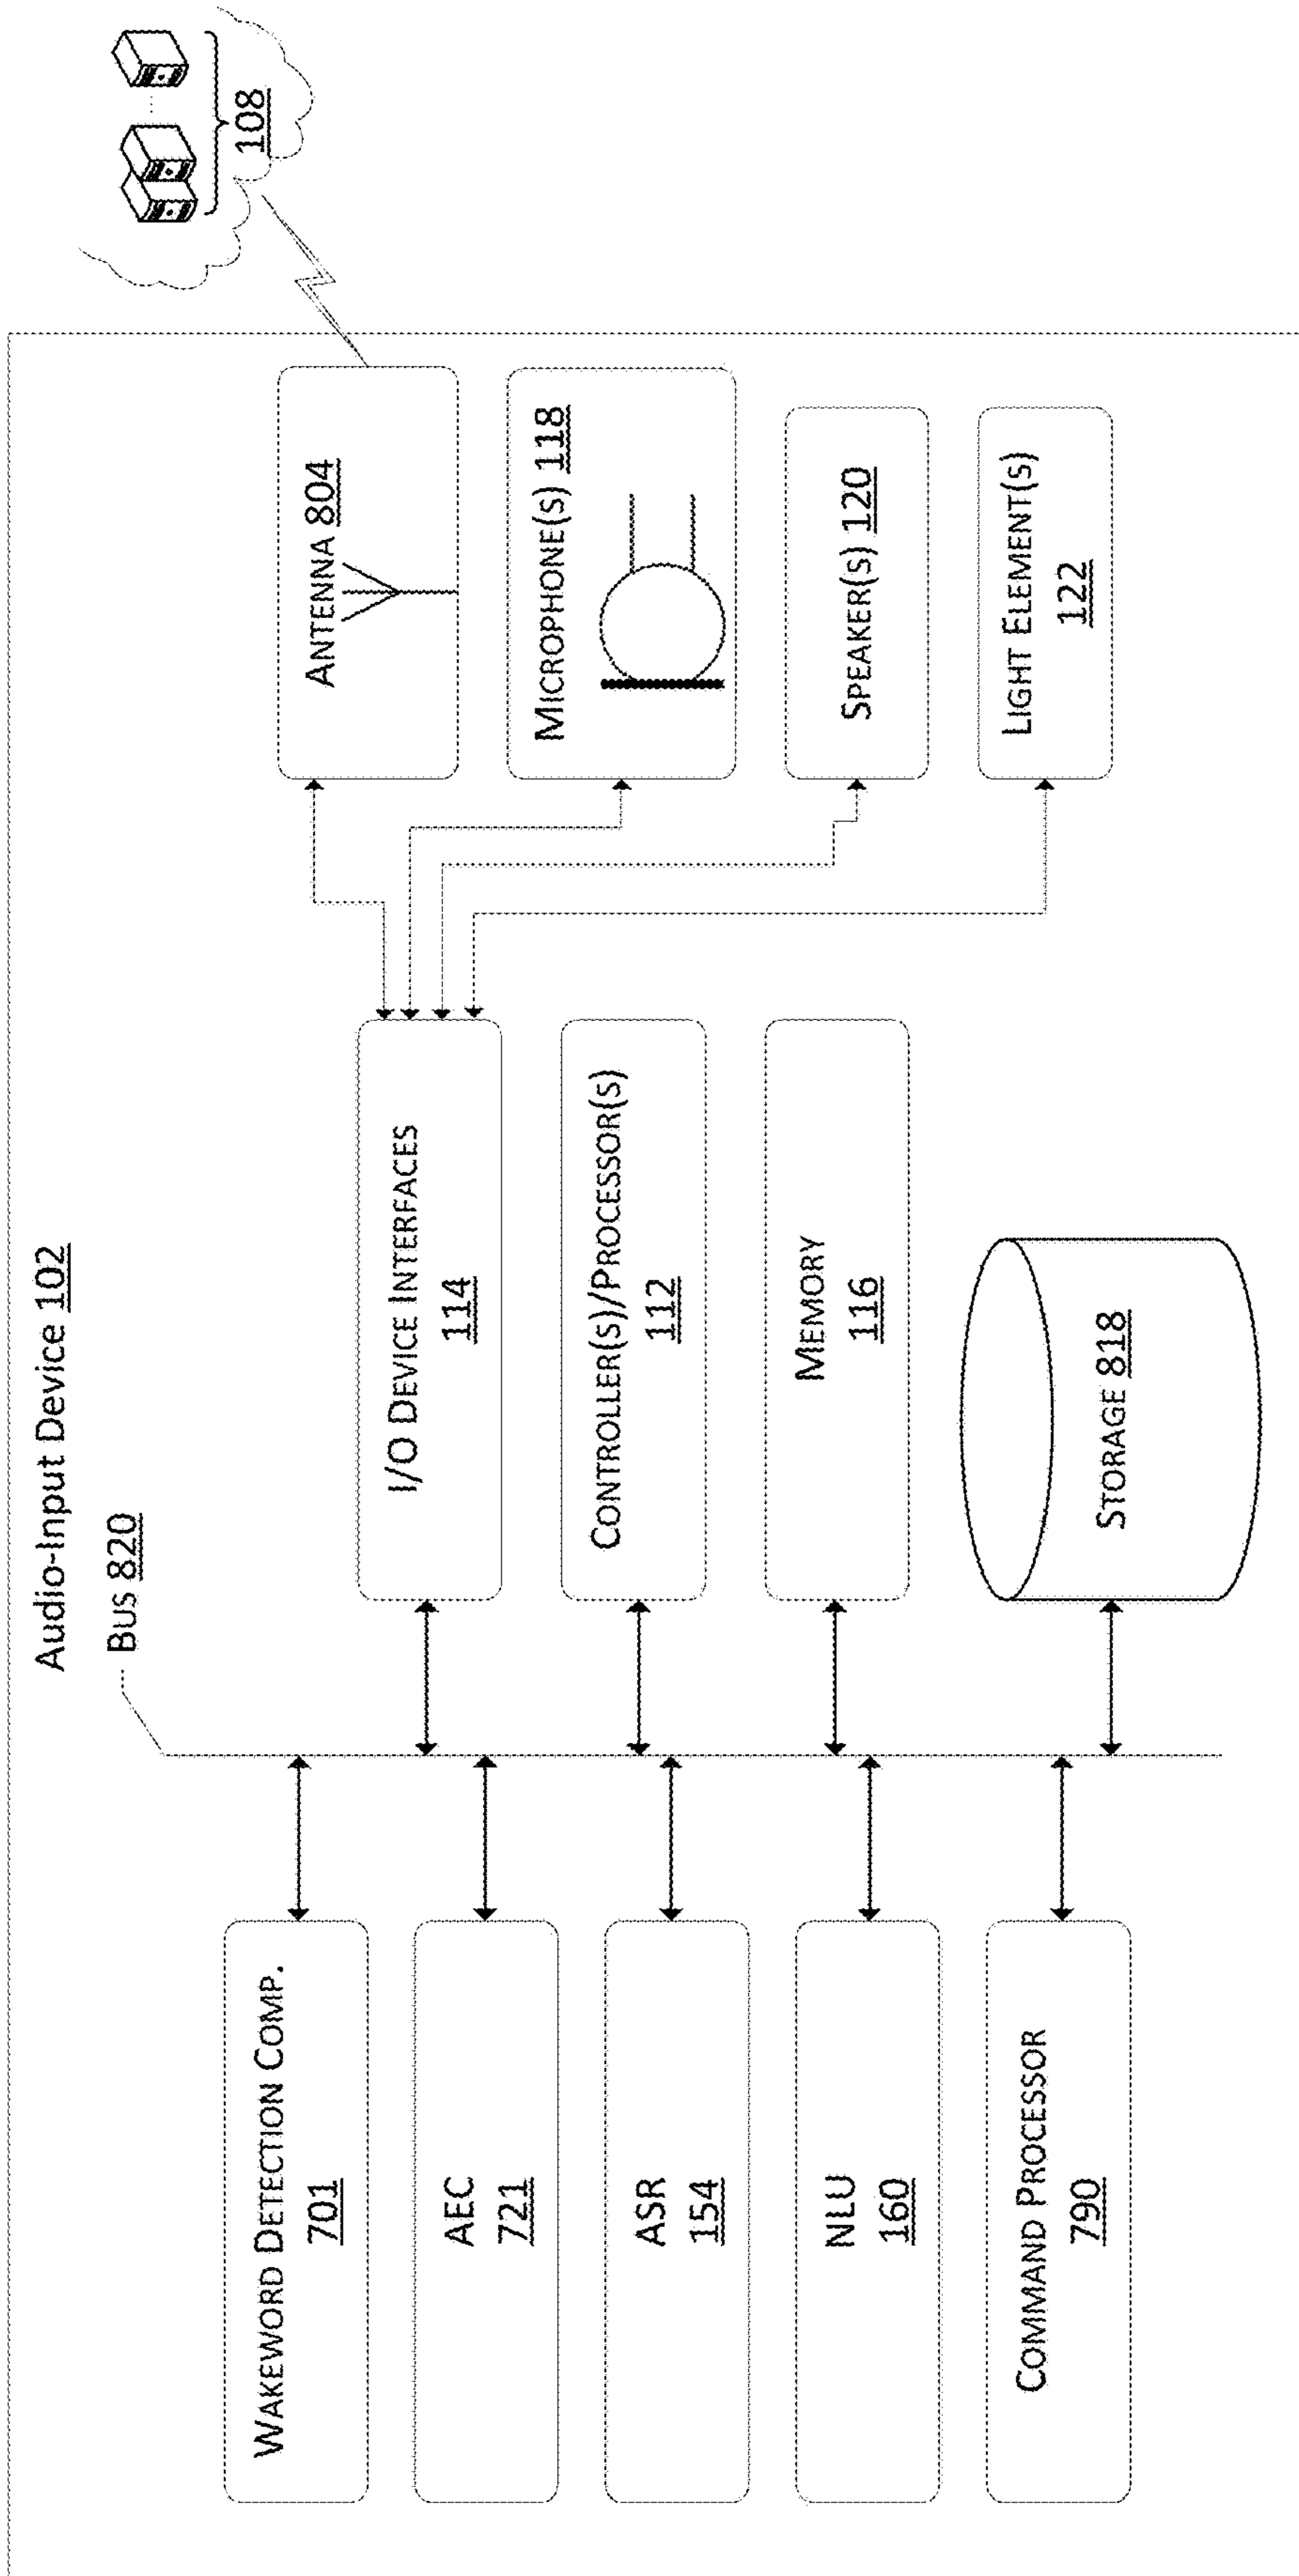 Audio-Input Device 102
Bus 820
Wakeword Detection Comp.
701
AEC
721
ASR
154
NLU
160
Command Processor
790
I/O Device Interfaces
114
Controller(s)/Processor(s)
112
Memory
116
Storage 818
Antenna 804
Microphone(s) 118
Speaker(s) 120
Light Element(s)
122
108